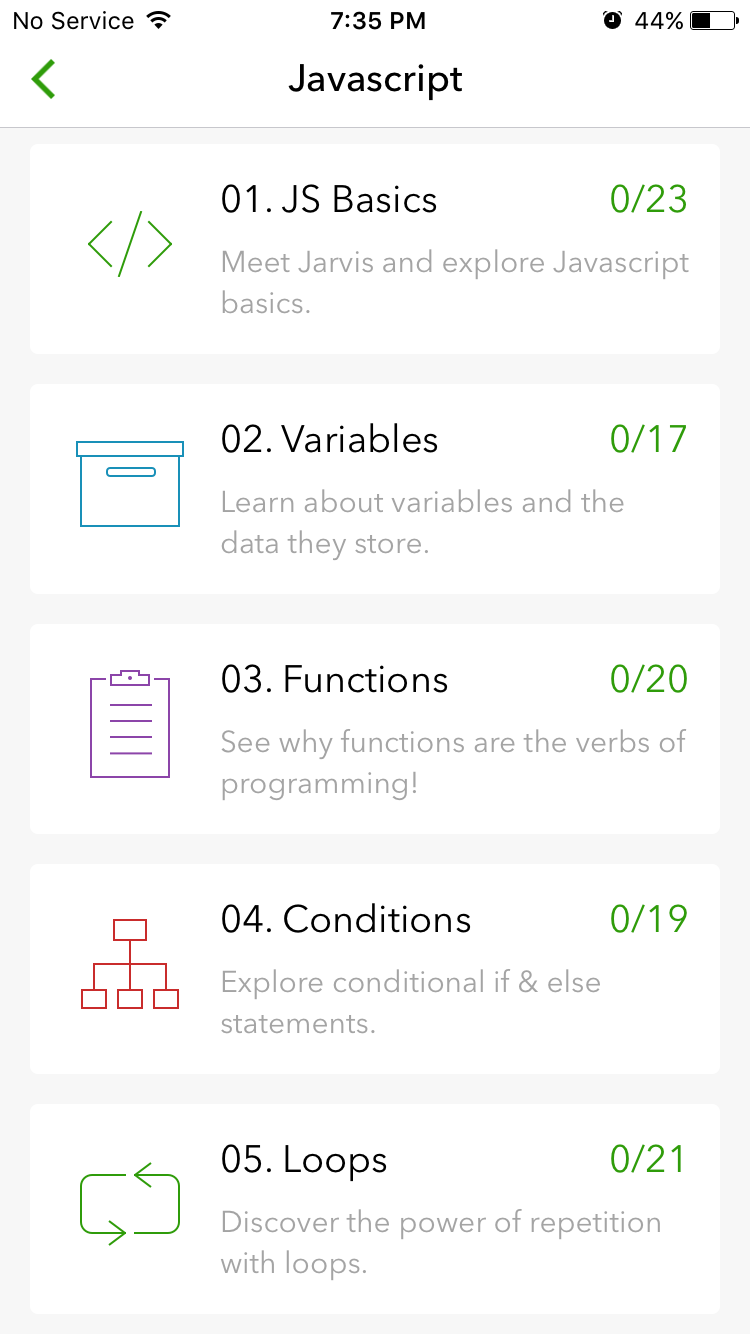 No Service 7:35 PM 44%
Javascript
01. JS Basics 0/23
Meet Jarvis and explore Javascript
basics.
02. Variables 0/17
Learn about variables and the
data they store.
03. Functions 0/20
See why functions are the verbs of
programming!
04. Conditions 0/19
Explore conditional if & else
statements.
05. Loops 0/21
Discover the power of repetition
with loops.